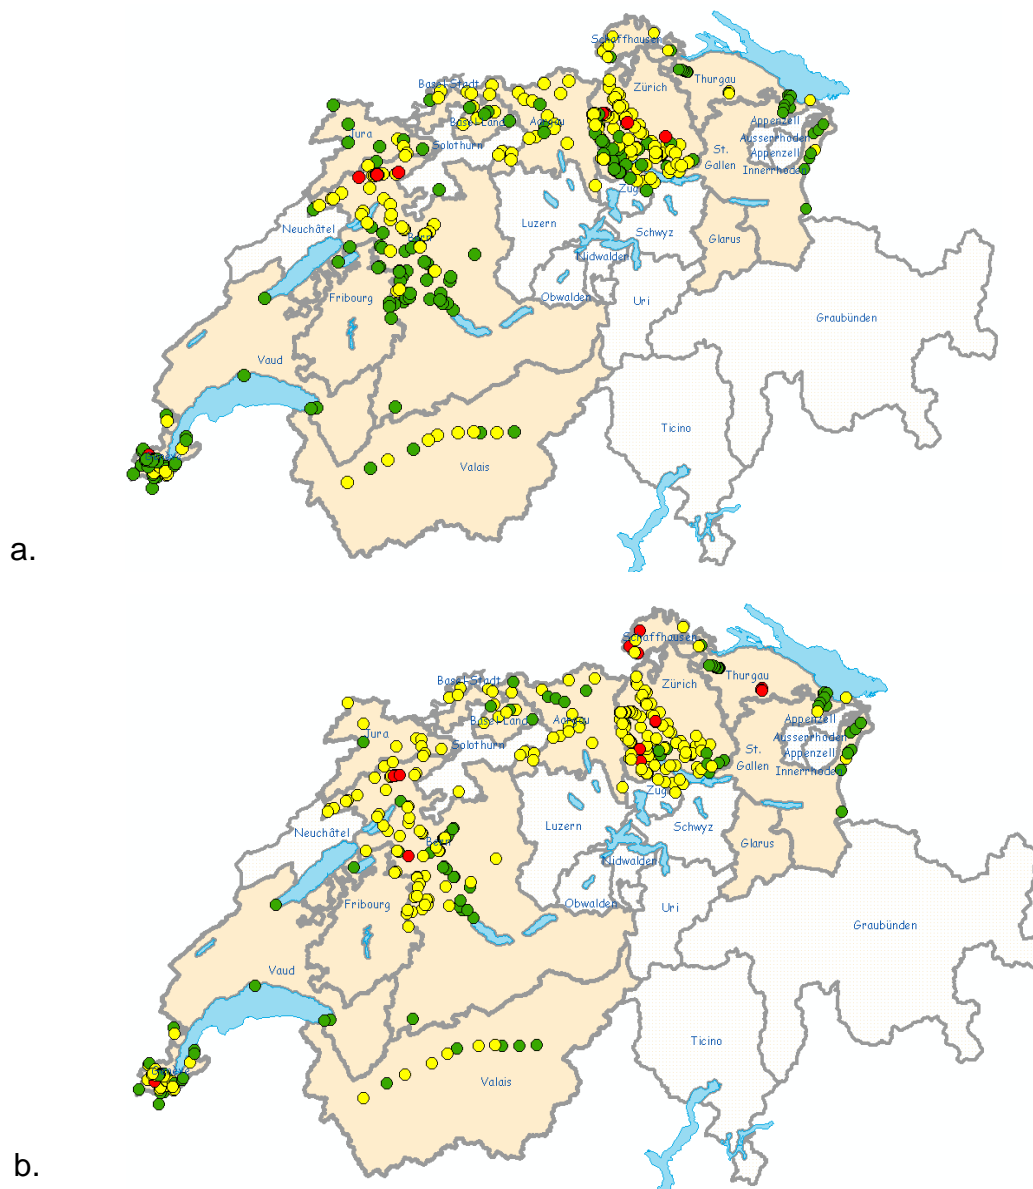 Schaffhausen
Thurgau
Zürich
Basel-Stadt
Basel-Land
Aargau
Jura
Solothurn
Appenzell
Ausserrhoden
Appenzell
Innerrhoden
St.
Gallen
Zug
Luzern
Schwyz
Glarus
Neuchâtel
Bern
Nidwalden
Obwalden
Uri
Fribourg
Graubünden
Vaud
Ticino
Valais
a.
Schaffhausen
Thurgau
Zürich
Basel-Stadt
Basel-Land
Aargau
Jura
Solothurn
Appenzell
Ausserrhoden
Appenzell
Innerrhoden
St.
Gallen
Zug
Luzern
Schwyz
Glarus
Neuchâtel
Bern
Nidwalden
Obwalden
Uri
Fribourg
Graubünden
Vaud
Ticino
Valais
b.